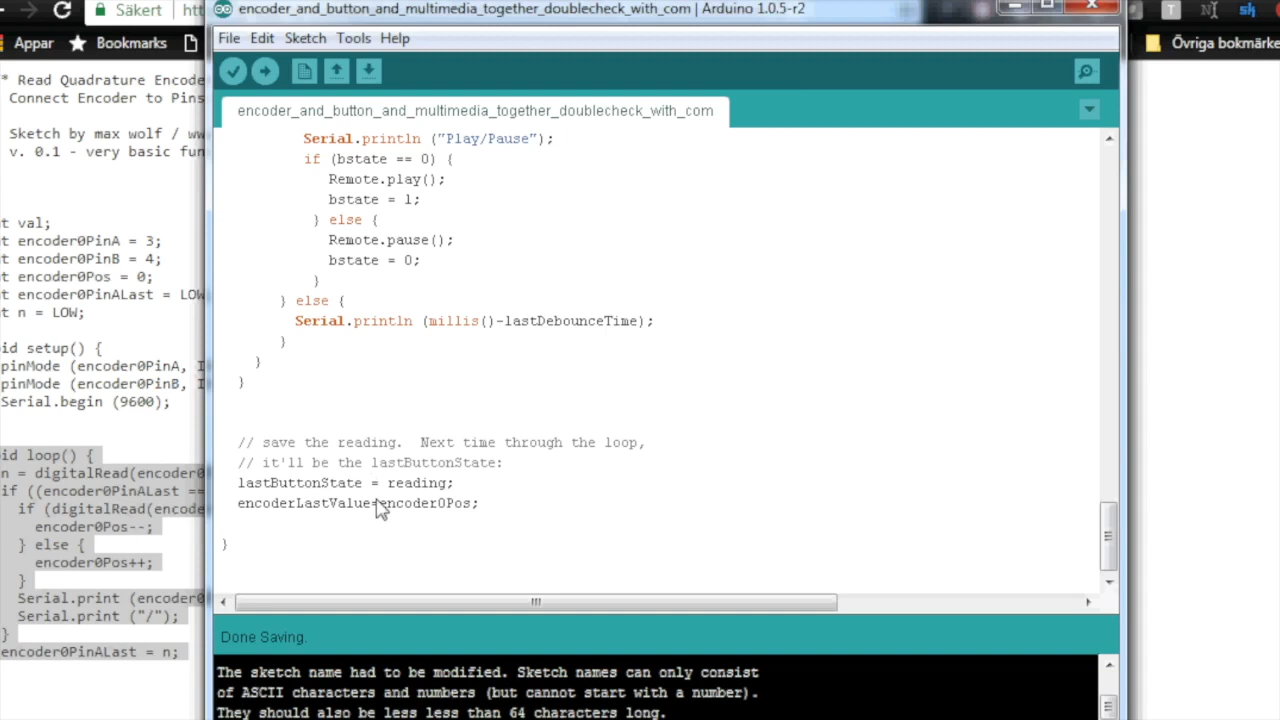 Säkert
Appar
Bookmarks
Övriga bokmärke
* Read Quadrature Encode
Connect Encoder to Pins
Sketch by max wolf / ww
v. 0.1 - very basic fun
t val;
t encoder0PinA = 3;
t encoder0PinB = 4;
t encoder0Pos = 0;
t encoder0PinALast = LOW
t n = LOW;
id setup() {
pinMode (encoder0PinA, I
pinMode (encoder0PinB, I
Serial.begin (9600);
id loop() {
n = digitalRead(encoder0
if ((encoder0PinALast ==
if (digitalRead(encode
encoder0Pos--;
} else {
encoder0Pos++;
}
Serial.print (encoder0
Serial.print ("/");
}
encoder0PinALast = n;
encoder_and_button_and_multimedia_together_doublecheck_with_com | Arduino 1.0.5-r2
File Edit Sketch Tools Help
encoder_and_button_and_multimedia_together_doublecheck_with_com
Serial.println ("Play/Pause");
if (bstate == 0) {
Remote.play();
bstate = 1;
} else {
Remote.pause();
bstate = 0;
}
} else {
Serial.println (millis()-lastDebounceTime);
}
}
}
// save the reading.  Next time through the loop,
// it'll be the lastButtonState:
lastButtonState = reading;
encoderLastValue=encoder0Pos;
}
Done Saving.
The sketch name had to be modified. Sketch names can only consist
of ASCII characters and numbers (but cannot start with a number).
They should also be less less than 64 characters long.